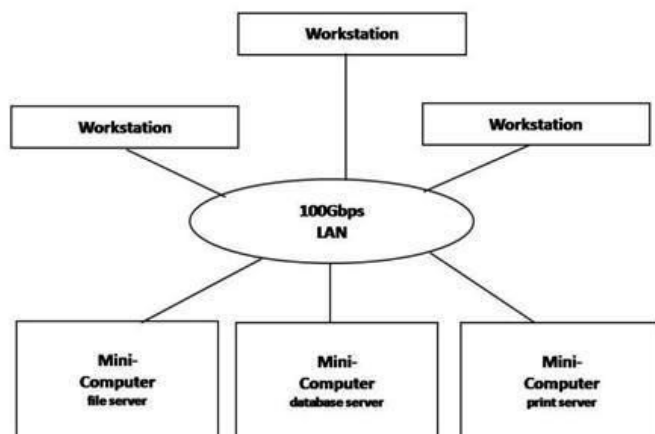 Workstation
Workstation
Workstation
100Gbps
LAN
Mini-
Computer
file server
Mini-
Computer
database server
Mini-
Computer
print server